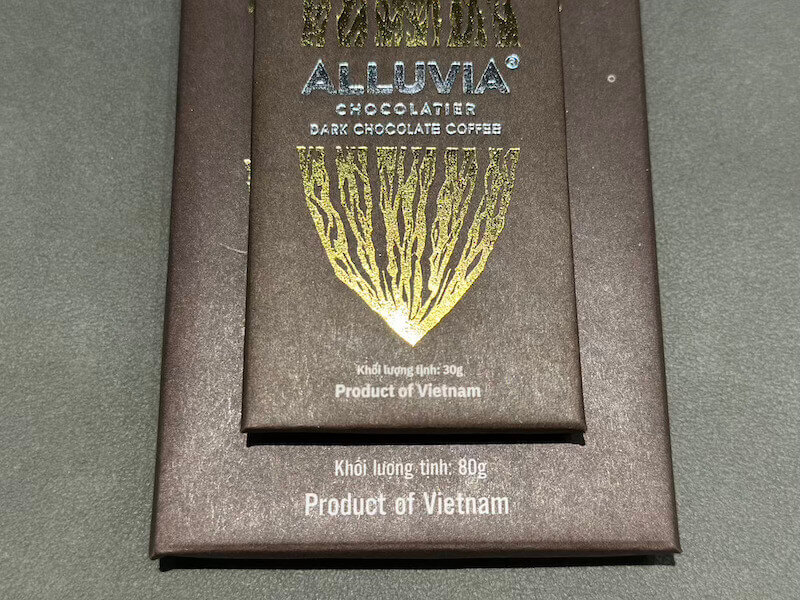 ALLUVIA®
CHOCOLATIER
DARK CHOCOLATE COFFEE
Khối lượng tịnh: 30g
Product of Vietnam
Khối lượng tịnh: 80g
Product of Vietnam